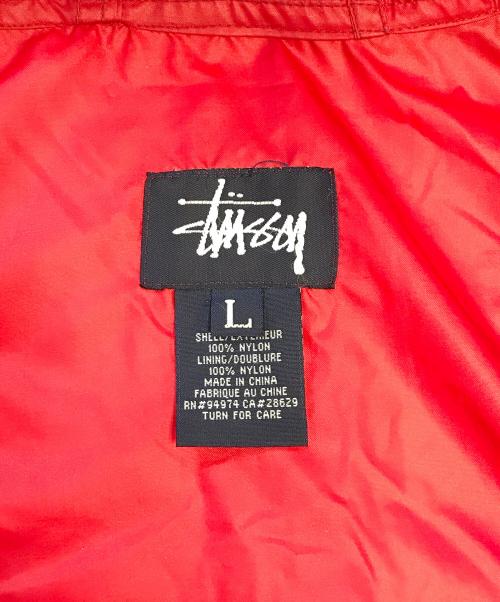 Stüssy
L
SHELL/EXTERIEUR
100% NYLON
LINING/DOUBLURE
100% NYLON
MADE IN CHINA
FABRIQUE AU CHINE
RN#94974 CA#28629
TURN FOR CARE